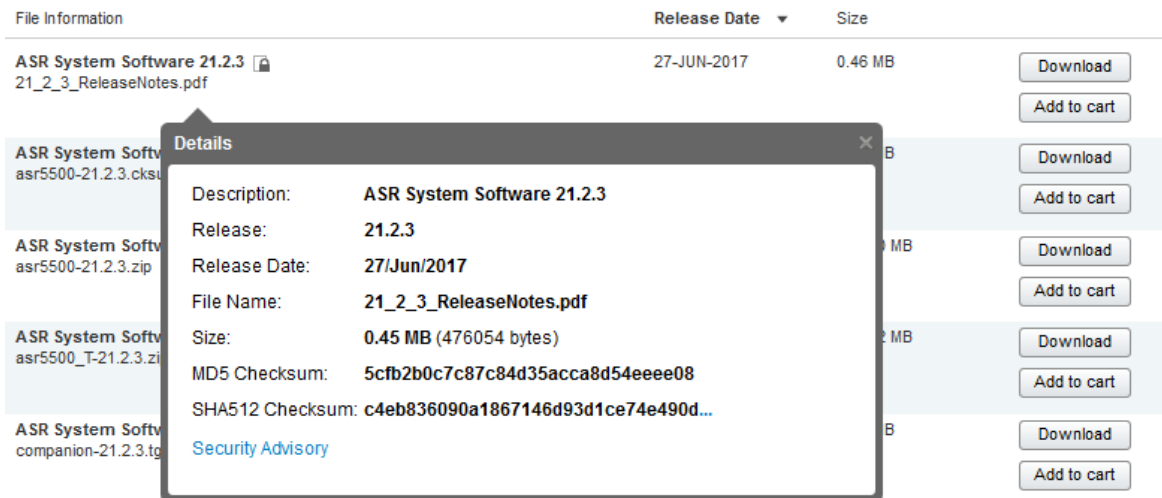 File Information Release Date Size
ASR System Software 21.2.3
21_2_3_ReleaseNotes.pdf
27-JUN-2017 0.46 MB
Download
Add to cart
Details
ASR System
asr5500-21.2.3.cksu
B
Download
Add to cart
Description: ASR System Software 21.2.3
Release: 21.2.3
ASR System
asr5500-21.2.3.zip
MB
Download
Add to cart
Release Date: 27/Jun/2017
File Name: 21_2_3_ReleaseNotes.pdf
ASR System
asr5500_T-21.2.3.zi
MB
Download
Add to cart
Size: 0.45 MB (476054 bytes)
MD5 Checksum: 5cfb2b0c7c87c84d35acca8d54eeee08
SHA512 Checksum: c4eb836090a1867146d93d1ce74e490d...
ASR System
companion-21.2.3.tg
B
Download
Add to cart
Security Advisory